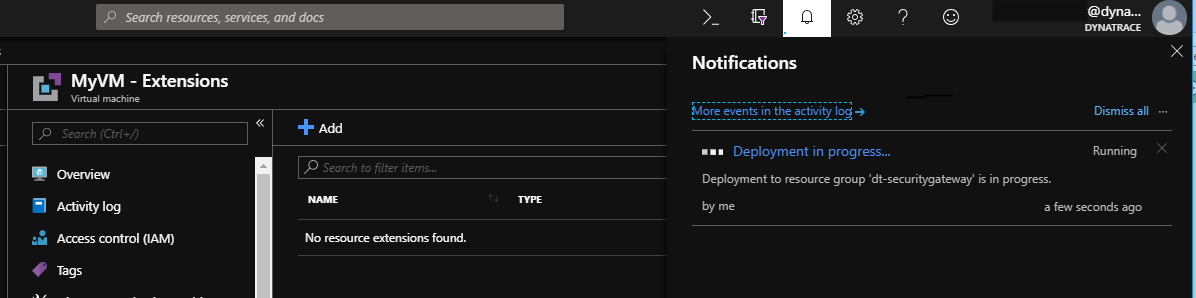 Search resources, services, and docs
@dyna...
DYNATRACE
MyVM - Extensions
Virtual machine
Search (Ctrl+/)
Overview
Activity log
Access control (IAM)
Tags
Add
Search to filter items...
NAME
TYPE
No resource extensions found.
Notifications
More events in the activity log
Dismiss all
Deployment in progress...
Running
Deployment to resource group 'dt-securitygateway' is in progress.
by me
a few seconds ago